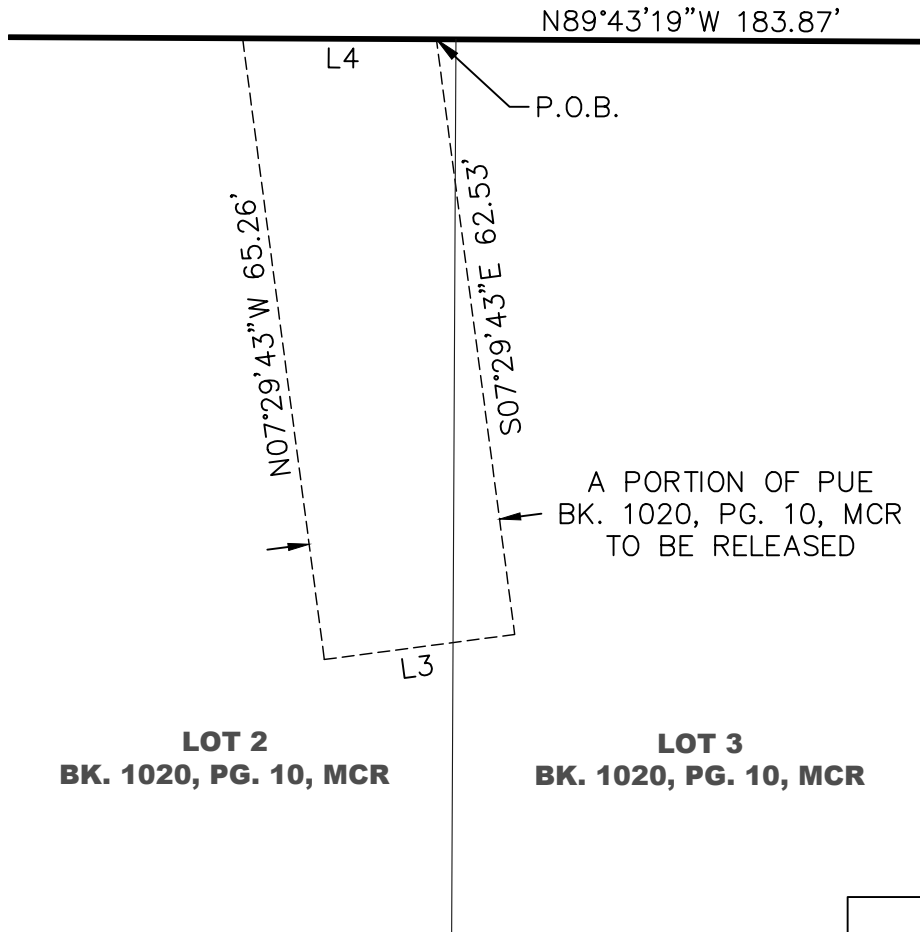 N89°43'19"W 183.87'
L4
P.O.B.
N07°29'43"W 65.26'
S07°29'43"E 62.53'
A PORTION OF PUE
BK. 1020, PG. 10, MCR
TO BE RELEASED
L3
LOT 2
BK. 1020, PG. 10, MCR
LOT 3
BK. 1020, PG. 10, MCR